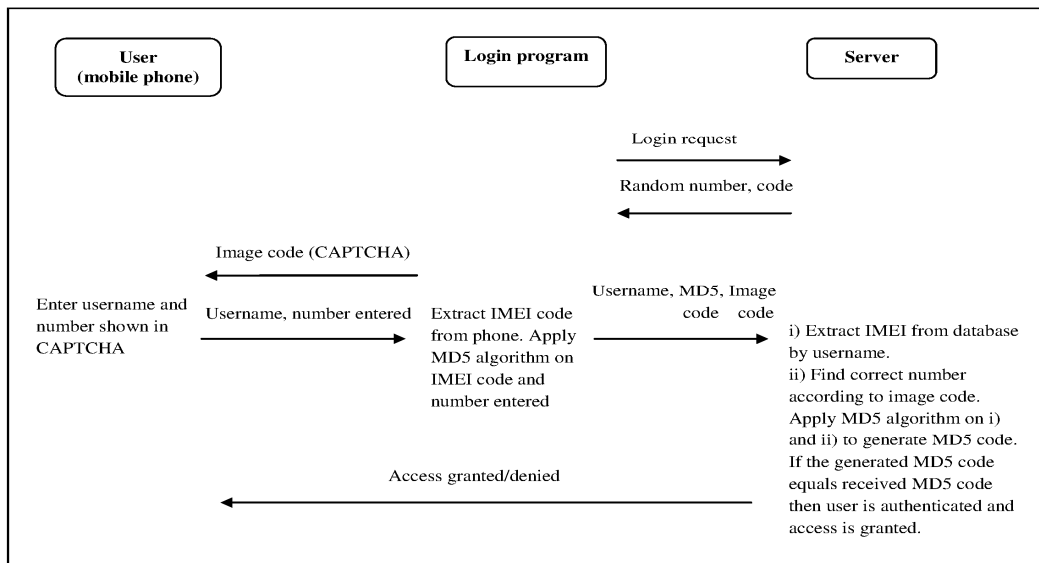 User
(mobile phone)
Login program
Server
Login request
Random number, code
Image code (CAPTCHA)
Enter username and
number shown in
CAPTCHA
Username, number entered
Extract IMEI code
from phone. Apply
MD5 algorithm on
IMEI code and
number entered
Username, MD5, Image
code code
i) Extract IMEI from database
by username.
ii) Find correct number
according to image code.
Apply MD5 algorithm on i)
and ii) to generate MD5 code.
If the generated MD5 code
equals received MD5 code
then user is authenticated and
access is granted.
Access granted/denied